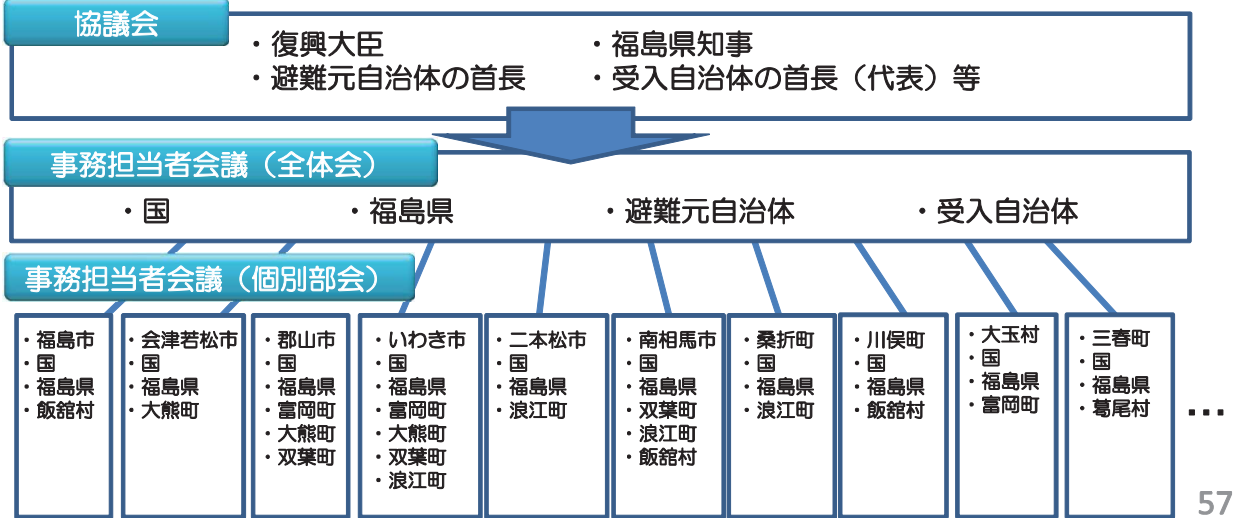 協議会
・復興大臣
・福島県知事
・避難元自治体の首長
・受入自治体の首長（代表）等
事務担当者会議（全体会）
・国
・福島県
・避難元自治体
・受入自治体
事務担当者会議（個別部会）
・福島市
・国
・福島県
・飯舘村
・会津若松市
・国
・福島県
・大熊町
・郡山市
・国
・福島県
・富岡町
・大熊町
・双葉町
・いわき市
・国
・福島県
・富岡町
・大熊町
・双葉町
・浪江町
・二本松市
・国
・福島県
・浪江町
・南相馬市
・国
・福島県
・双葉町
・浪江町
・飯舘村
・桑折町
・国
・福島県
・浪江町
・川俣町
・国
・福島県
・飯舘村
・大玉村
・国
・福島県
・富岡町
・三春町
・国
・福島県
・葛尾村
…
57